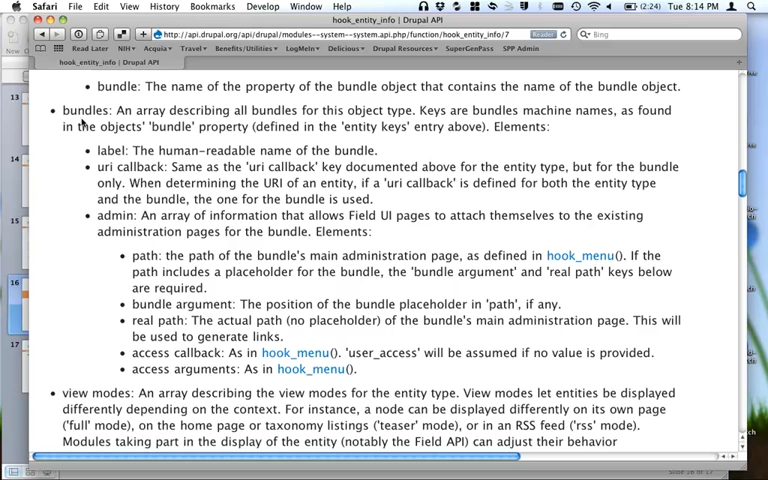 Safari File Edit View History Bookmarks Develop Window Help (2:24) Tue 8:14 PM
hook_entity_info | Drupal API
http://api.drupal.org/api/drupal/modules--system--system.api.php/function/hook_entity_info/7 Reader Bing
Read Later NIH Acquia Travel Benefits/Utilities LogMeIn Delicious Drupal Resources SuperGenPass SPP Admin
hook_entity_info | Drupal API
• bundle: The name of the property of the bundle object that contains the name of the bundle object.
• bundles: An array describing all bundles for this object type. Keys are bundles machine names, as found
in the objects' 'bundle' property (defined in the 'entity keys' entry above). Elements:
• label: The human-readable name of the bundle.
• uri callback: Same as the 'uri callback' key documented above for the entity type, but for the bundle
only. When determining the URI of an entity, if a 'uri callback' is defined for both the entity type
and the bundle, the one for the bundle is used.
• admin: An array of information that allows Field UI pages to attach themselves to the existing
administration pages for the bundle. Elements:
• path: the path of the bundle's main administration page, as defined in hook_menu(). If the
path includes a placeholder for the bundle, the 'bundle argument' and 'real path' keys below
are required.
• bundle argument: The position of the bundle placeholder in 'path', if any.
• real path: The actual path (no placeholder) of the bundle's main administration page. This will
be used to generate links.
• access callback: As in hook_menu(). 'user_access' will be assumed if no value is provided.
• access arguments: As in hook_menu().
• view modes: An array describing the view modes for the entity type. View modes let entities be displayed
differently depending on the context. For instance, a node can be displayed differently on its own page
('full' mode), on the home page or taxonomy listings ('teaser' mode), or in an RSS feed ('rss' mode).
Modules taking part in the display of the entity (notably the Field API) can adjust their behavior
13
14
15
16
17